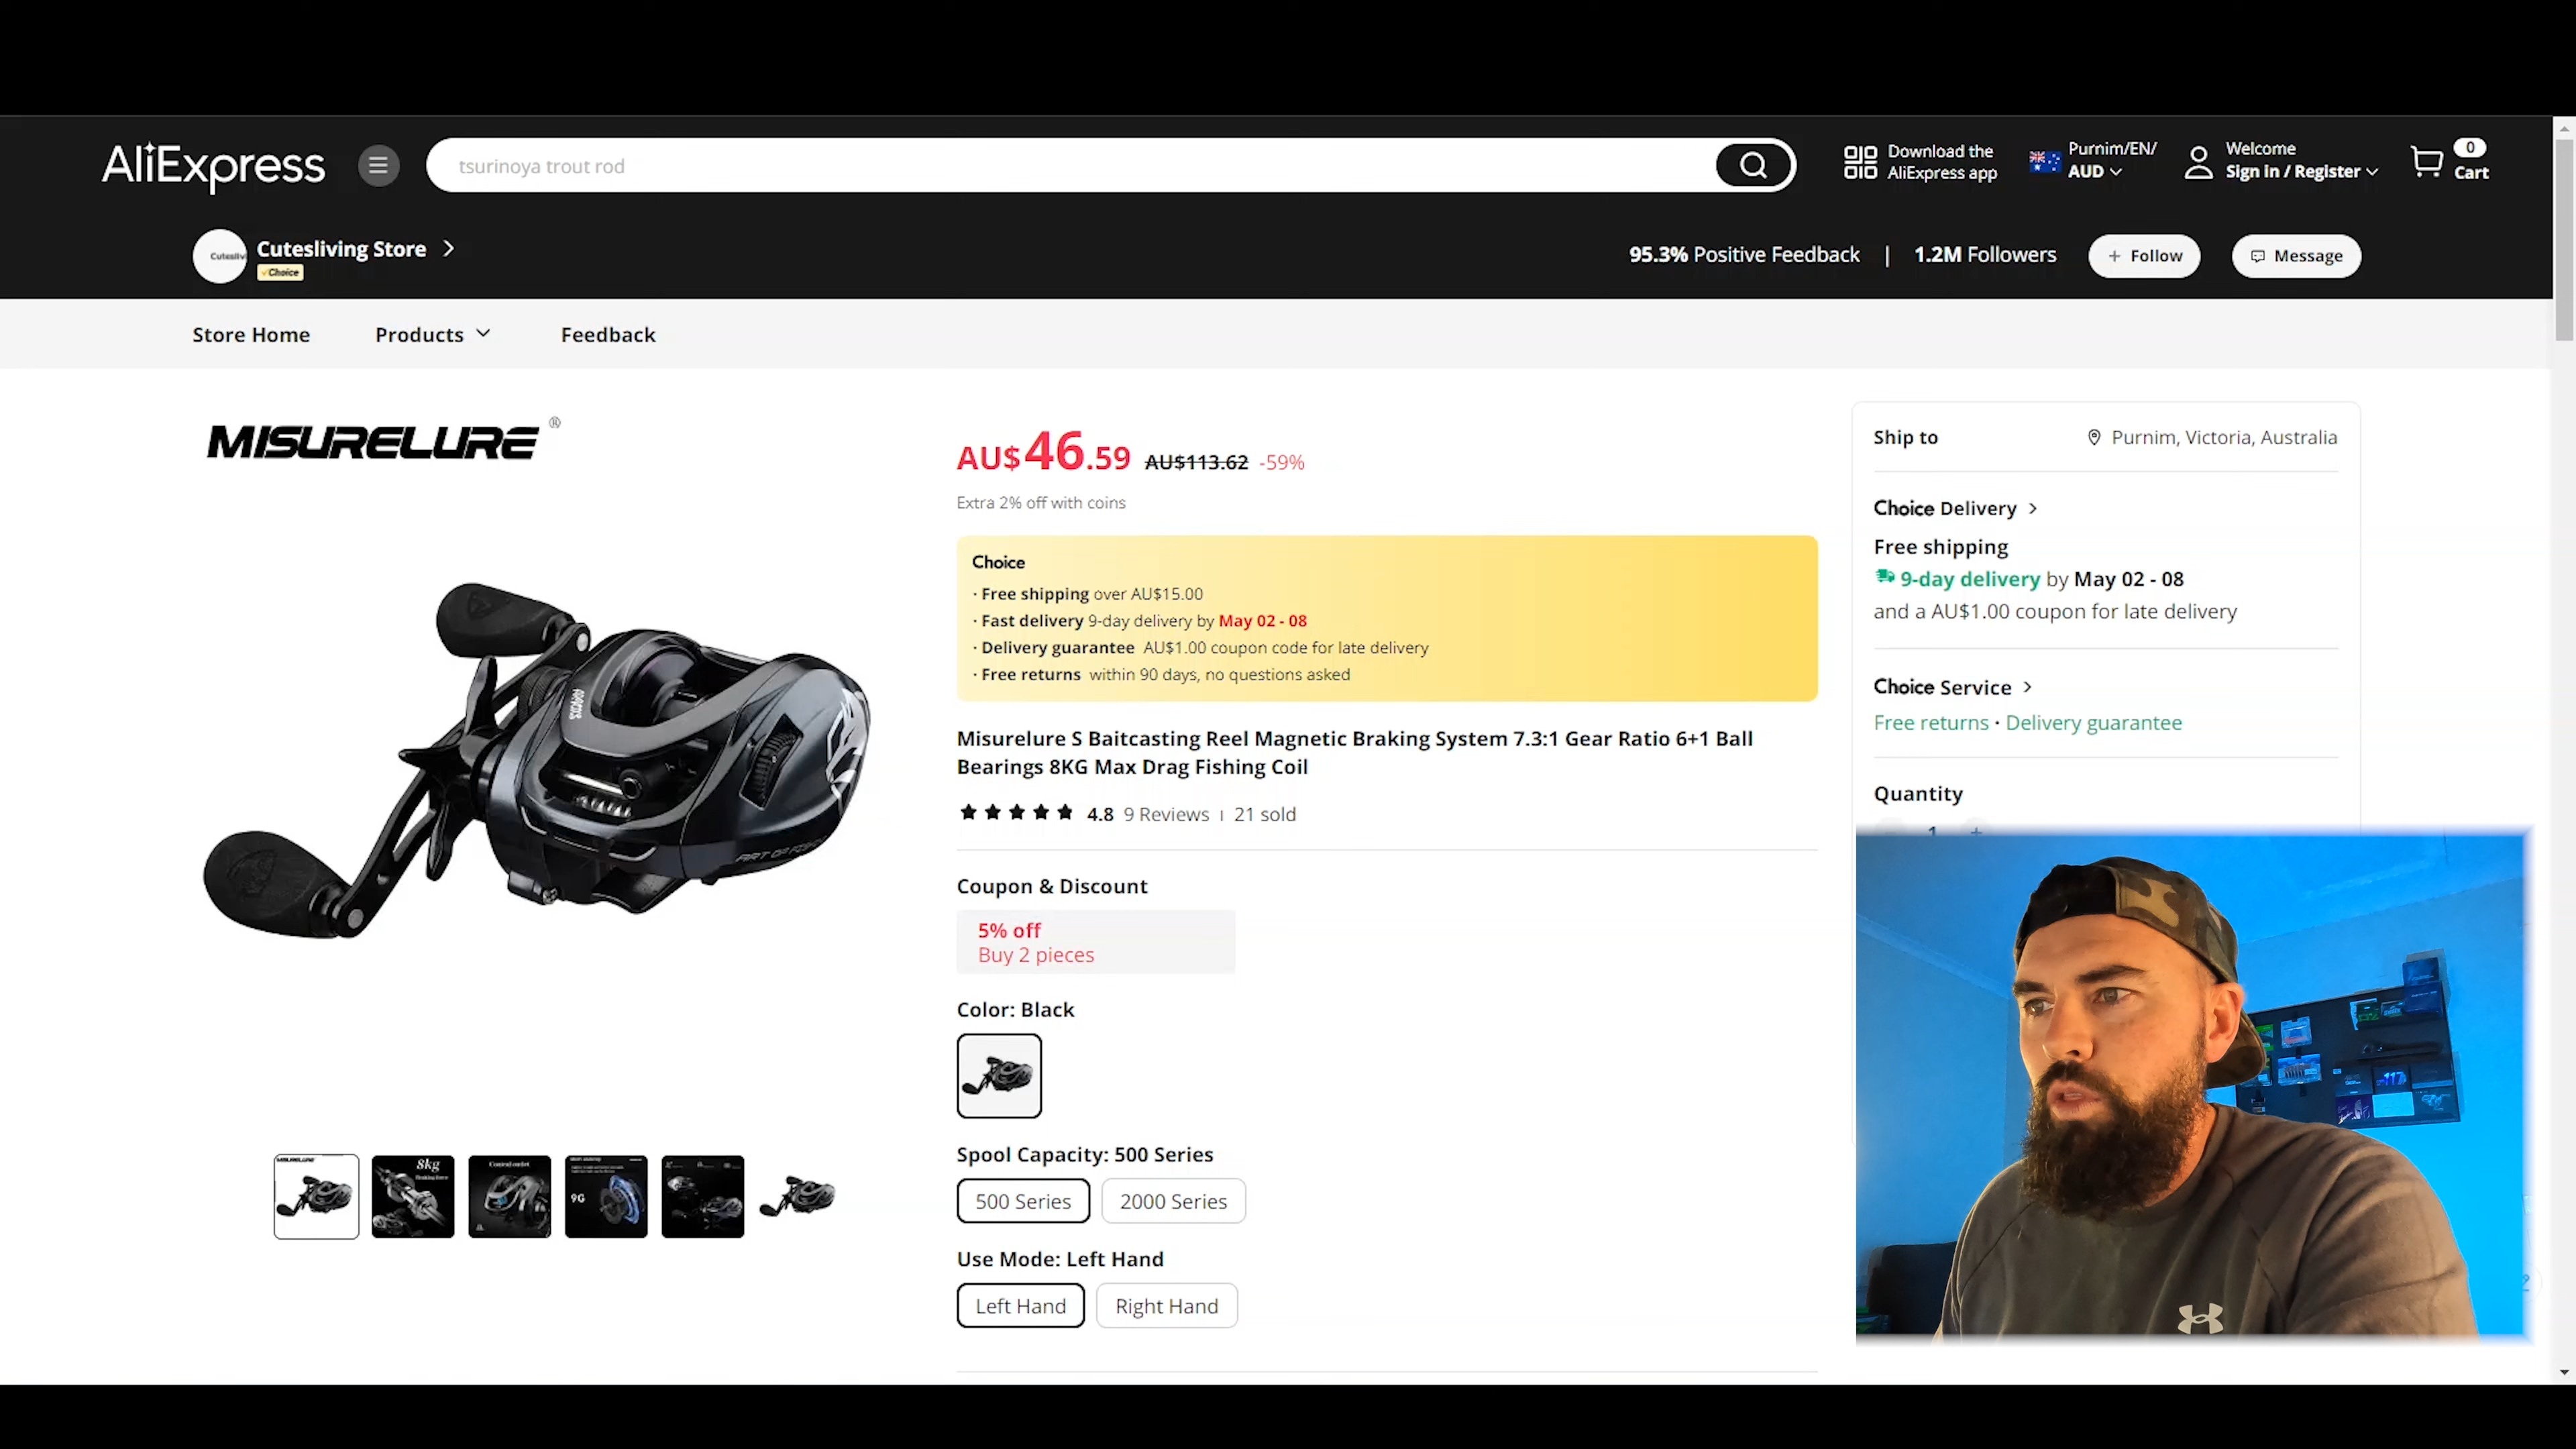 AliExpress
tsurinoya trout rod
Download the
AliExpress app
Purnim/EN/
AUD
Welcome
Sign in / Register
0
Cart
Cutesliving Store
Choice
95.3% Positive Feedback | 1.2M Followers
+ Follow
Message
Store Home
Products
Feedback
MISURELURE ®
AU$46.59 AU$113.62 -59%
Extra 2% off with coins
Choice
· Free shipping over AU$15.00
· Fast delivery 9-day delivery by May 02 - 08
· Delivery guarantee AU$1.00 coupon code for late delivery
· Free returns within 90 days, no questions asked
Misurelure S Baitcasting Reel Magnetic Braking System 7.3:1 Gear Ratio 6+1 Ball
Bearings 8KG Max Drag Fishing Coil
4.8 9 Reviews | 21 sold
Coupon & Discount
5% off
Buy 2 pieces
Color: Black
Spool Capacity: 500 Series
500 Series
2000 Series
Use Mode: Left Hand
Left Hand
Right Hand
Ship to
Purnim, Victoria, Australia
Choice Delivery >
Free shipping
9-day delivery by May 02 - 08
and a AU$1.00 coupon for late delivery
Choice Service >
Free returns · Delivery guarantee
Quantity
1 +
8kg
9G
117